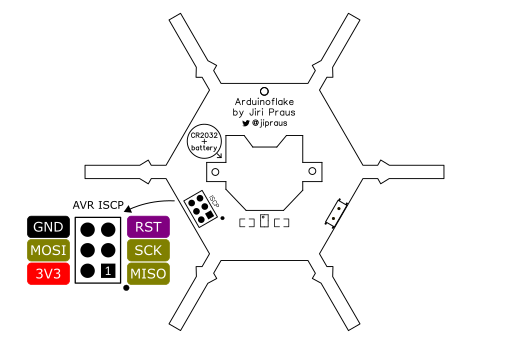 Arduinoflake
by Jiri Praus
@jipraus
CR2032
+
battery
ISCP
AVR ISCP
GND
RST
MOSI
SCK
3V3
1
MISO